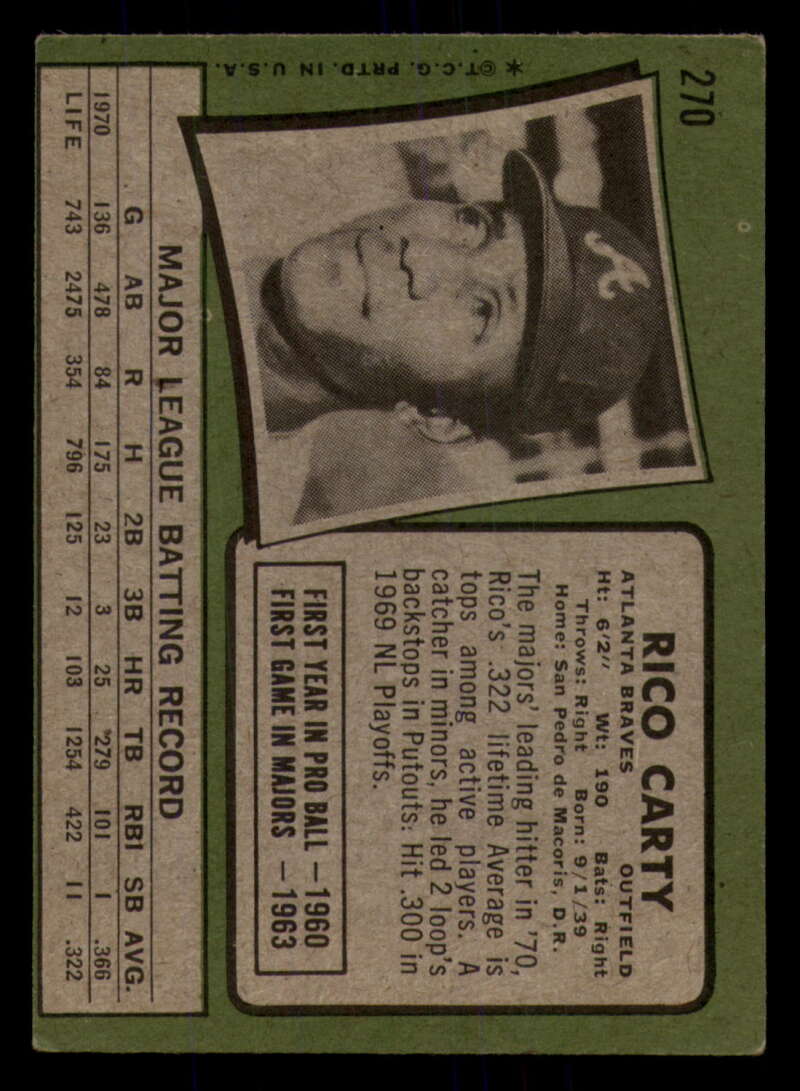 270
RICO CARTY
ATLANTA BRAVES OUTFIELD
Ht: 6'2" Wt: 190 Bats: Right
Throws: Right Born: 9/1/39
Home: San Pedro de Macoris, D.R.
The majors' leading hitter in '70,
Rico's .322 lifetime Average is
tops among active players. A
catcher in minors, he led 2 loop's
backstops in Putouts: Hit .300 in
1969 NL Playoffs.
FIRST YEAR IN PRO BALL — 1960
FIRST GAME IN MAJORS — 1963
A
MAJOR LEAGUE BATTING RECORD
G AB R H 2B 3B HR TB RBI SB AVG.
1970 136 478 84 175 23 3 25 279 101 1 .366
LIFE 743 2475 354 796 125 12 103 1254 422 11 .322
*©T.C.G. PRTD. IN U.S.A.